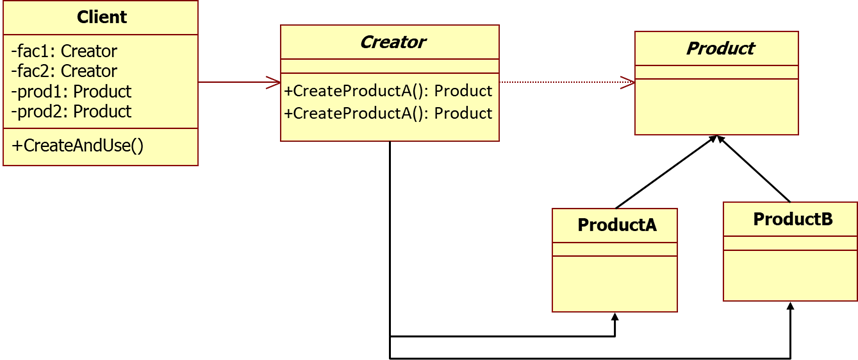 Client
-fac1: Creator
-fac2: Creator
-prod1: Product
-prod2: Product
+CreateAndUse()
Creator
+CreateProductA(): Product
+CreateProductA(): Product
Product
ProductA
ProductB